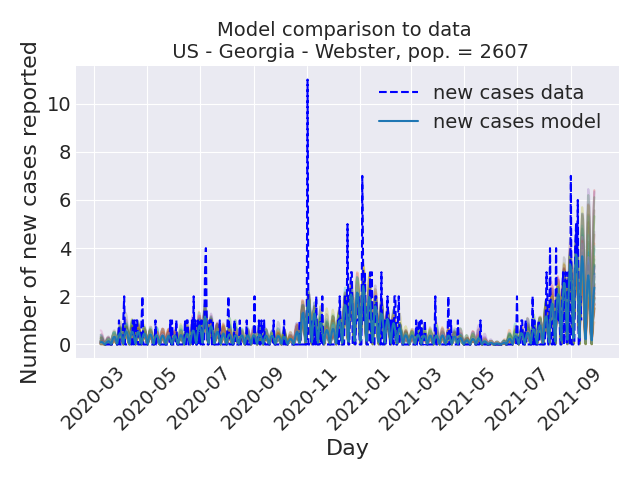 Model comparison to data
US - Georgia - Webster, pop. = 2607
Number of new cases reported
10
8
6
4
2
0
new cases data
new cases model
2020-03
2020-05
2020-07
2020-09
2020-11
2021-01
2021-03
2021-05
2021-07
2021-09
Day